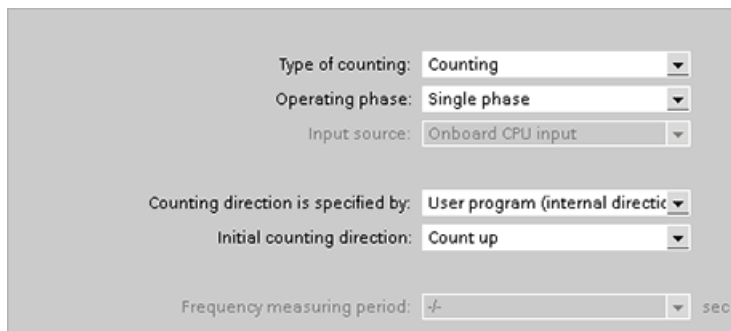 Type of counting: Counting
Operating phase: Single phase
Input source: Onboard CPU input
Counting direction is specified by: User program (internal directic
Initial counting direction: Count up
Frequency measuring period: -/- sec